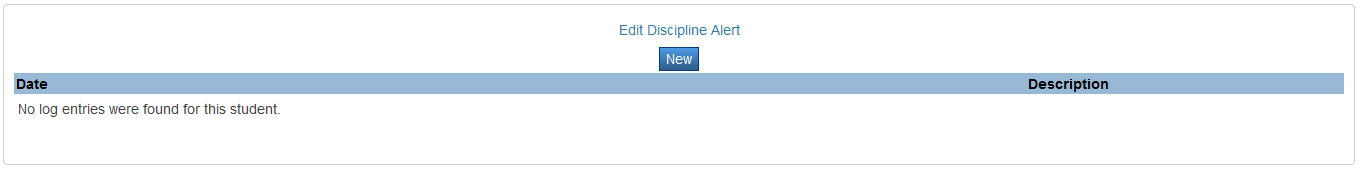 Edit Discipline Alert
New
Date Description
No log entries were found for this student.